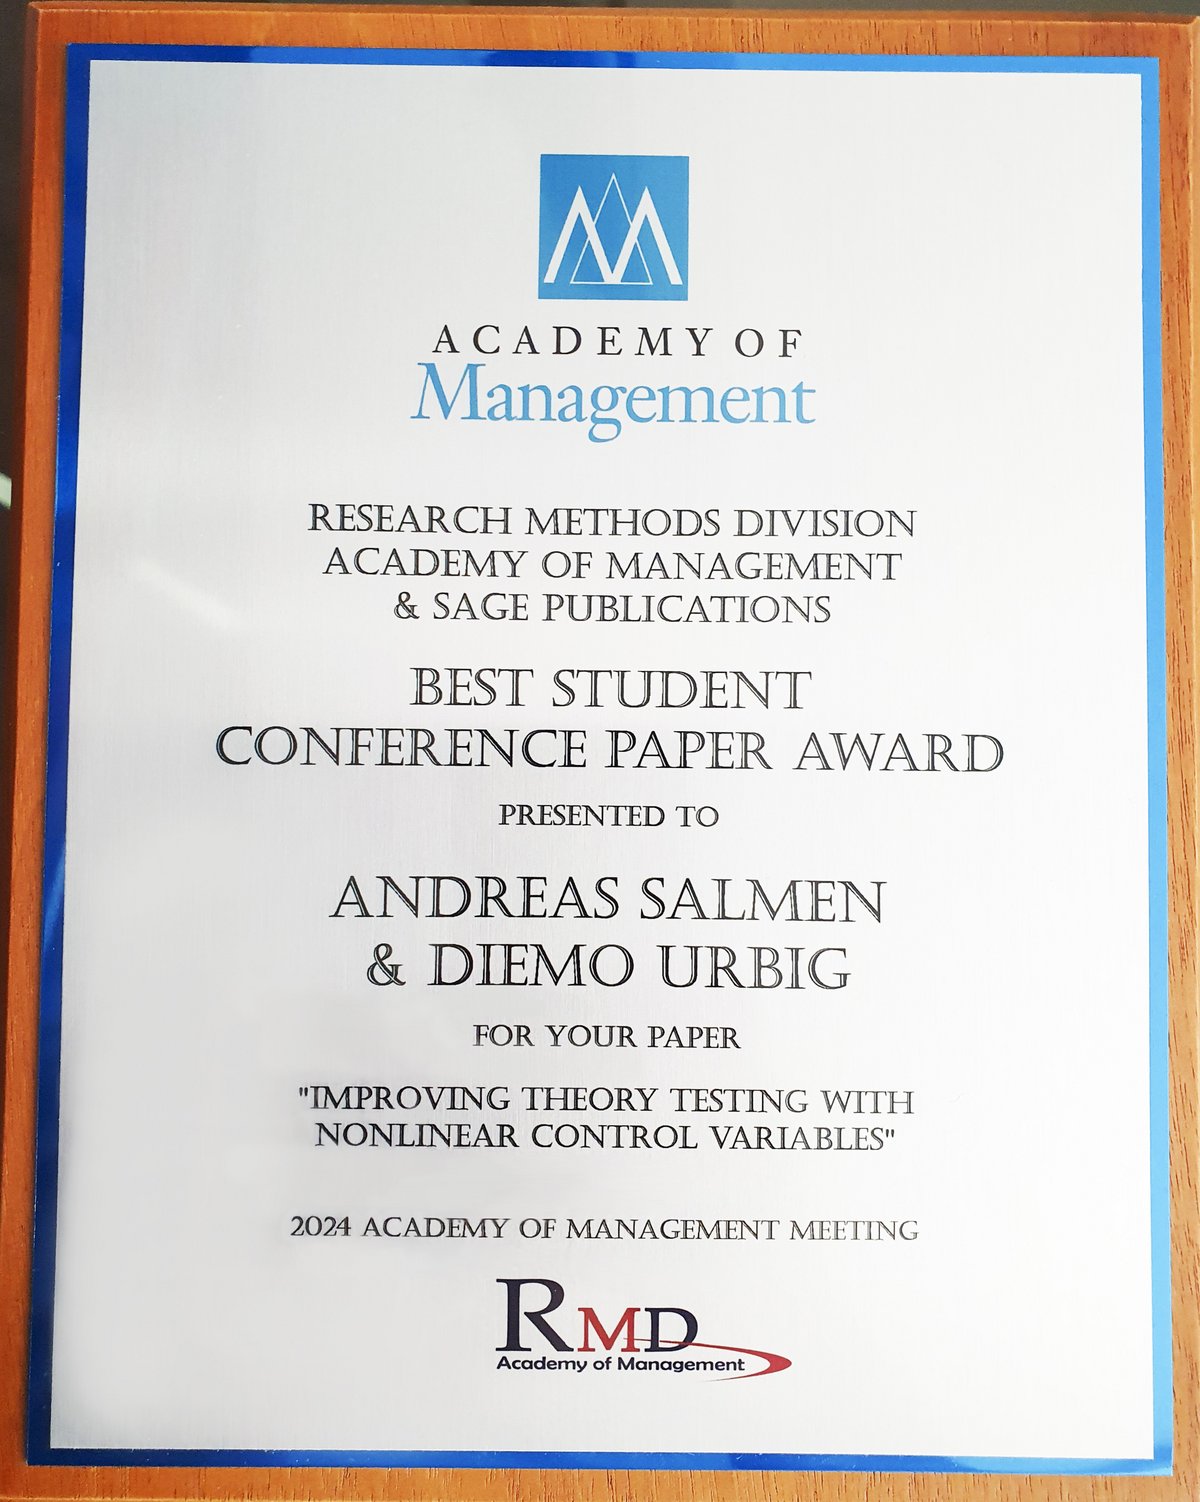 ACADEMY OF
Management
RESEARCH METHODS DIVISION
ACADEMY OF MANAGEMENT
& SAGE PUBLICATIONS
BEST STUDENT
CONFERENCE PAPER AWARD
PRESENTED TO
ANDREAS SALMEN
& DIEMO URBIG
FOR YOUR PAPER
"IMPROVING THEORY TESTING WITH
NONLINEAR CONTROL VARIABLES"
2024 ACADEMY OF MANAGEMENT MEETING
RMD
Academy of Management